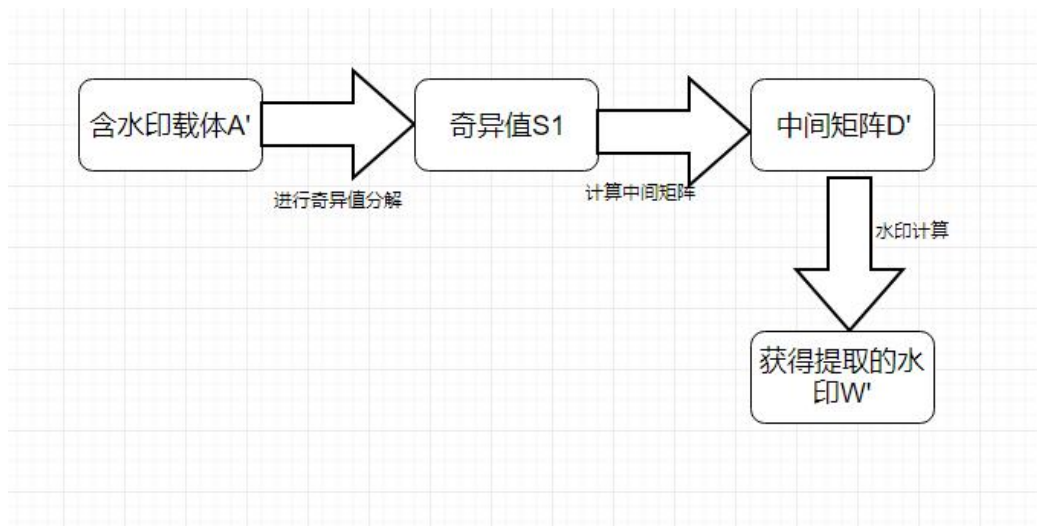 含水印载体A'
奇异值S1
中间矩阵D'
进行奇异值分解
计算中间矩阵
水印计算
获得提取的水
印W'